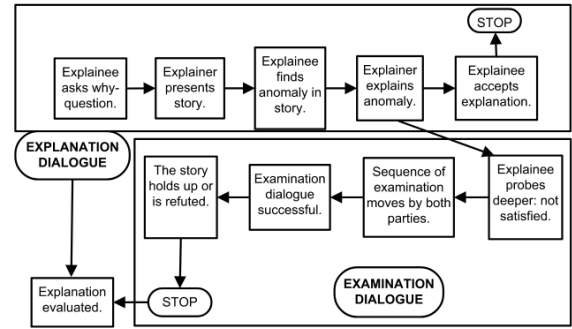 STOP
Explainee
asks why-
question.
Explainer
presents
story.
Explainee
finds
anomaly in
story.
Explainer
explains
anomaly.
Explainee
accepts
explanation.
EXPLANATION
DIALOGUE
The story
holds up or
is refuted.
Examination
dialogue
successful.
Sequence of
examination
moves by both
parties.
Explainee
probes
deeper: not
satisfied.
Explanation
evaluated.
STOP
EXAMINATION
DIALOGUE